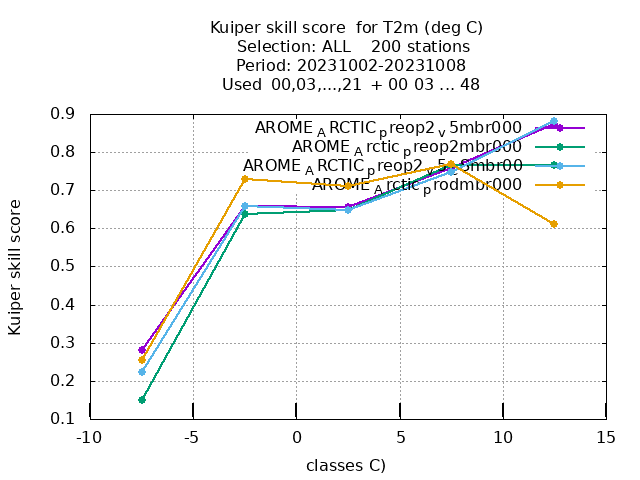 Kuiper skill score for T2m (deg C)
Selection: ALL 200 stations
Period: 20231002-20231008
Used 00,03,...,21 + 00 03 ... 48
AROME_ARCTIC_preop2_v5mbr000
AROME_Arctic_preop2mbr000
AROME_ARCTIC_preop2_v
AROME_Arctic_prodmbr000
Kuiper skill score
0.9
0.8
0.7
0.6
0.5
0.4
0.3
0.2
0.1
-10 -5 0 5 10 15
classes C)